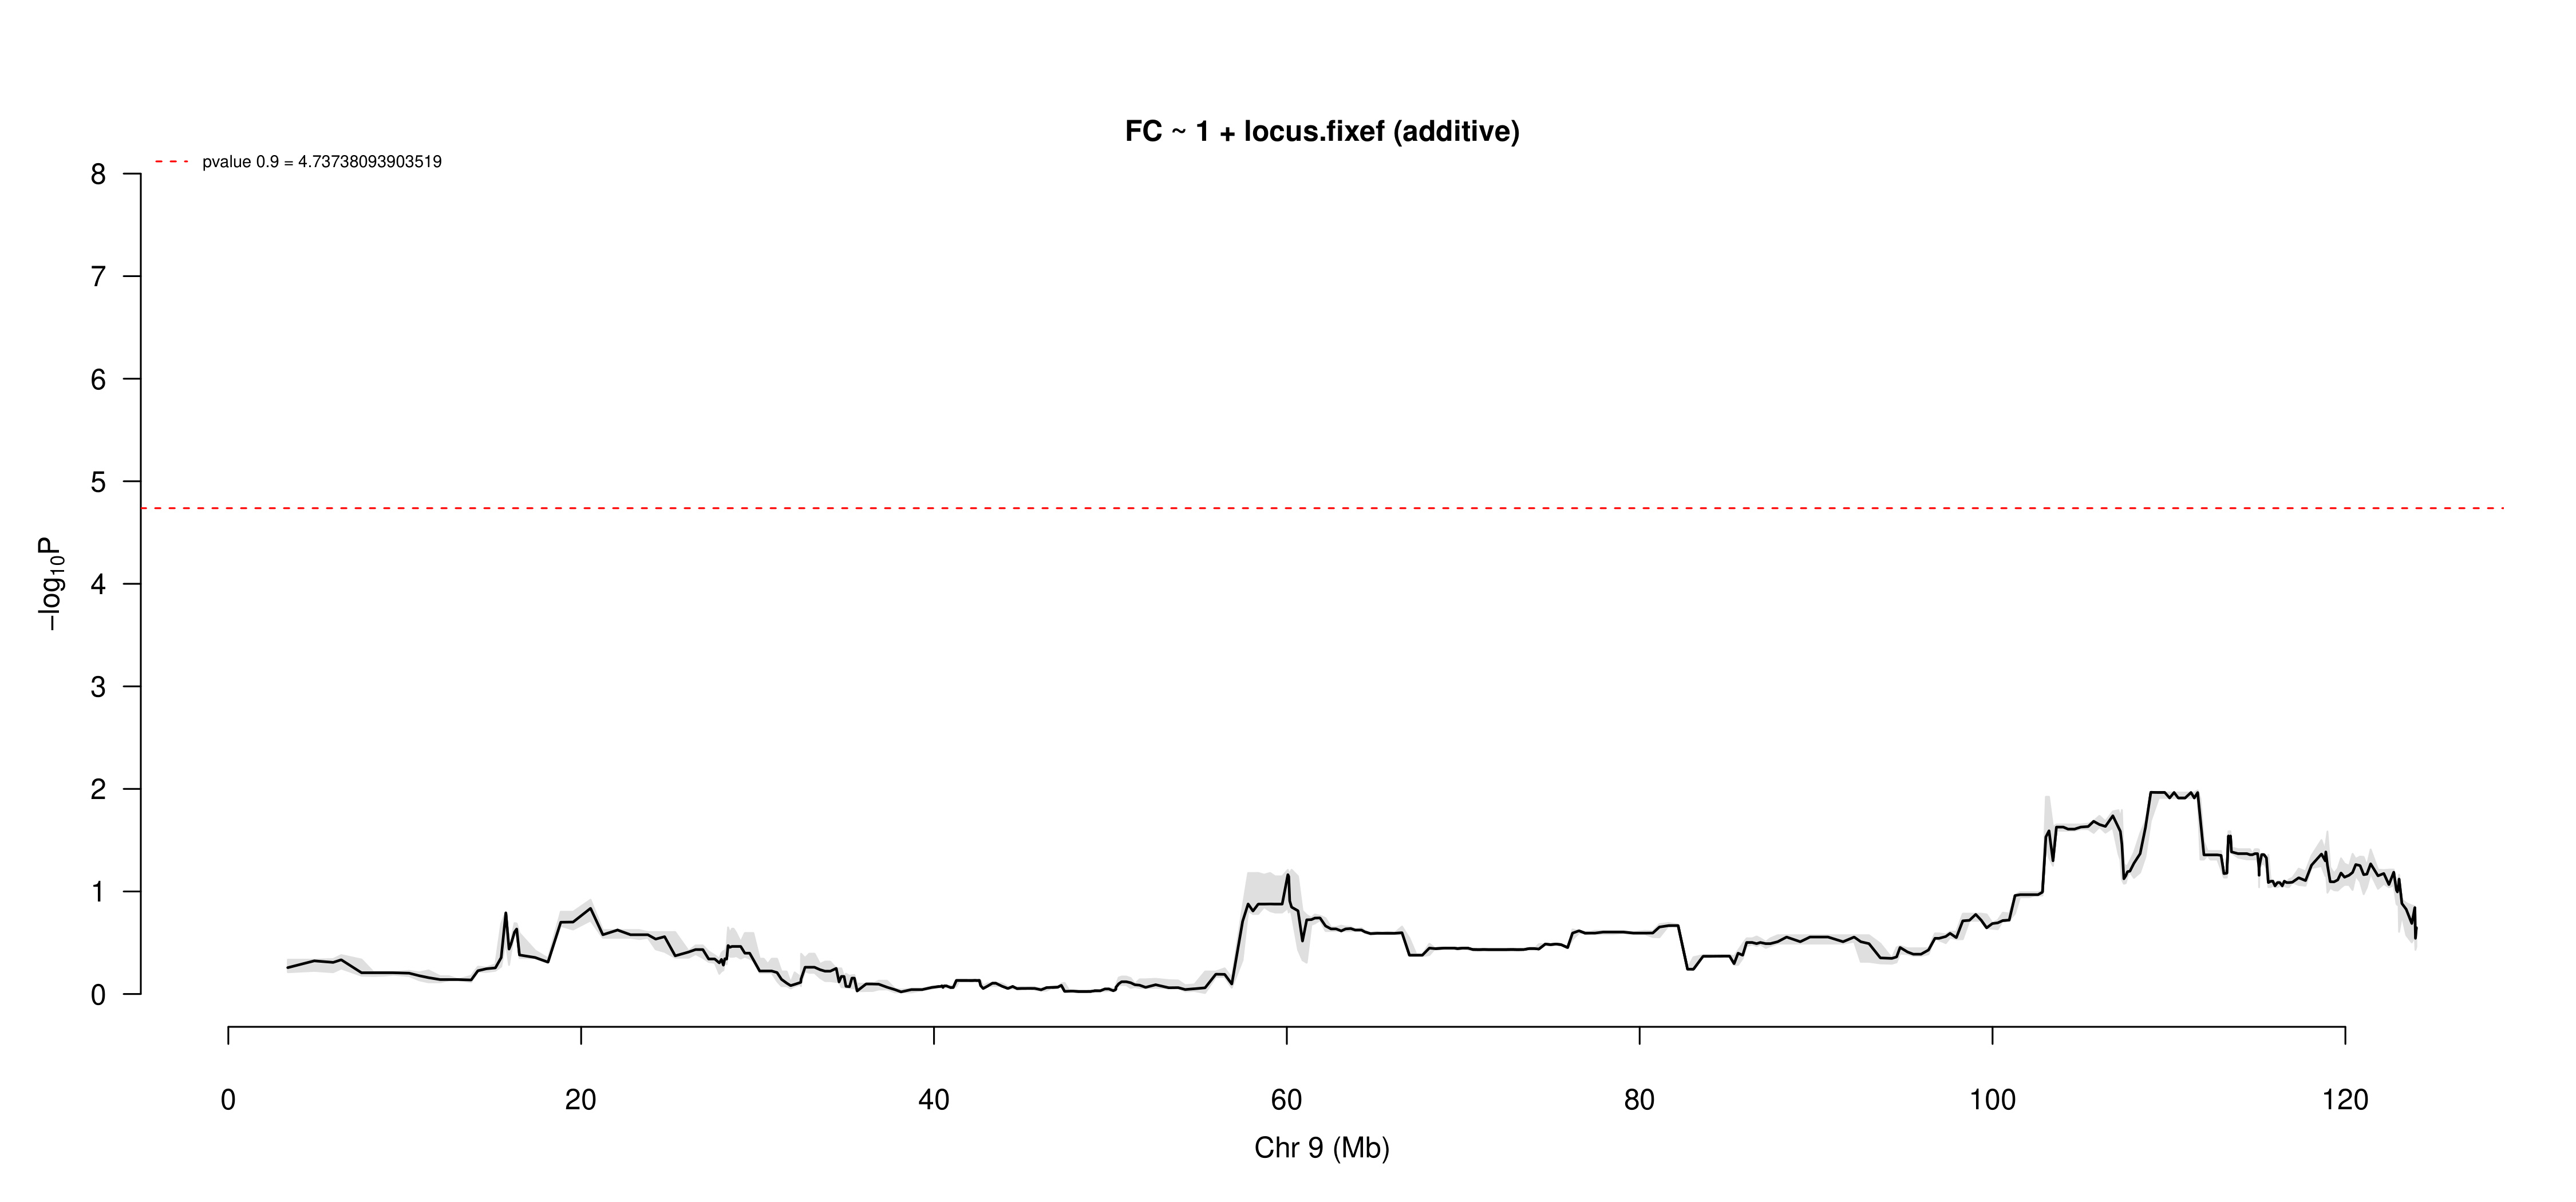 FC ~ 1 + locus.fixef (additive)
pvalue 0.9 = 4.73738093903519
8
7
6
5
4
3
2
1
0
−log10P
0 20 40 60 80 100 120
Chr 9 (Mb)